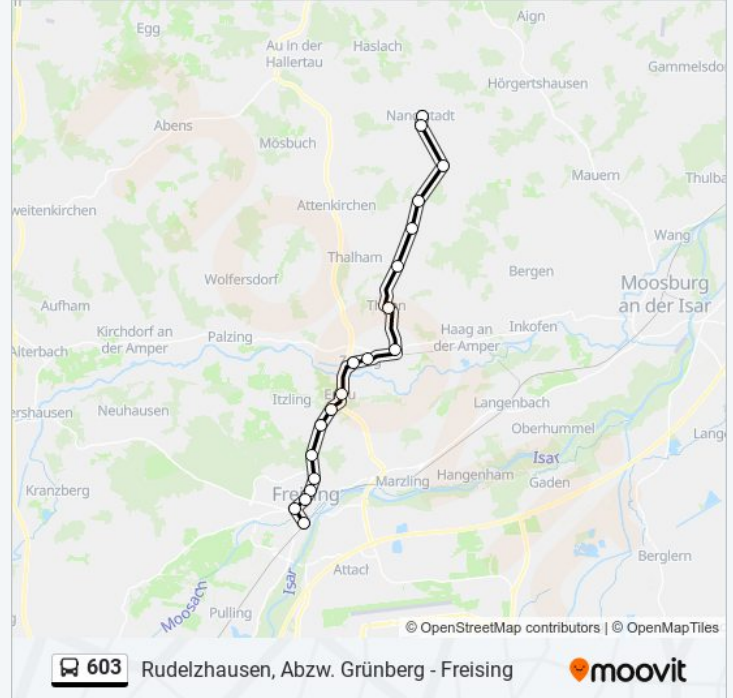 Egg
Aign
Au in der
Hallertau
Haslach
Gammelsdo
Hörgertshausen
Abens
Mösbuch
Mauern
Thulba
weitenkirchen
Attenkirchen
Wang
Thalham
Bergen
Moosburg
an der Isar
Wolfersdorf
Aufham
Kirchdorf an
der Amper
Palzing
Haag an
der Amper
Inkofen
Alterbach
ershausen
Neuhausen
Itzling
Langenbach
Oberhummel
Lang
Isar
Kranzberg
Freising
Marzling
Hangenham
Gaden
Berglern
Attach
Isar
Moosach
Pulling
© OpenStreetMap contributors | © OpenMapTiles
603 Rudelzhausen, Abzw. Grünberg - Freising
moovit